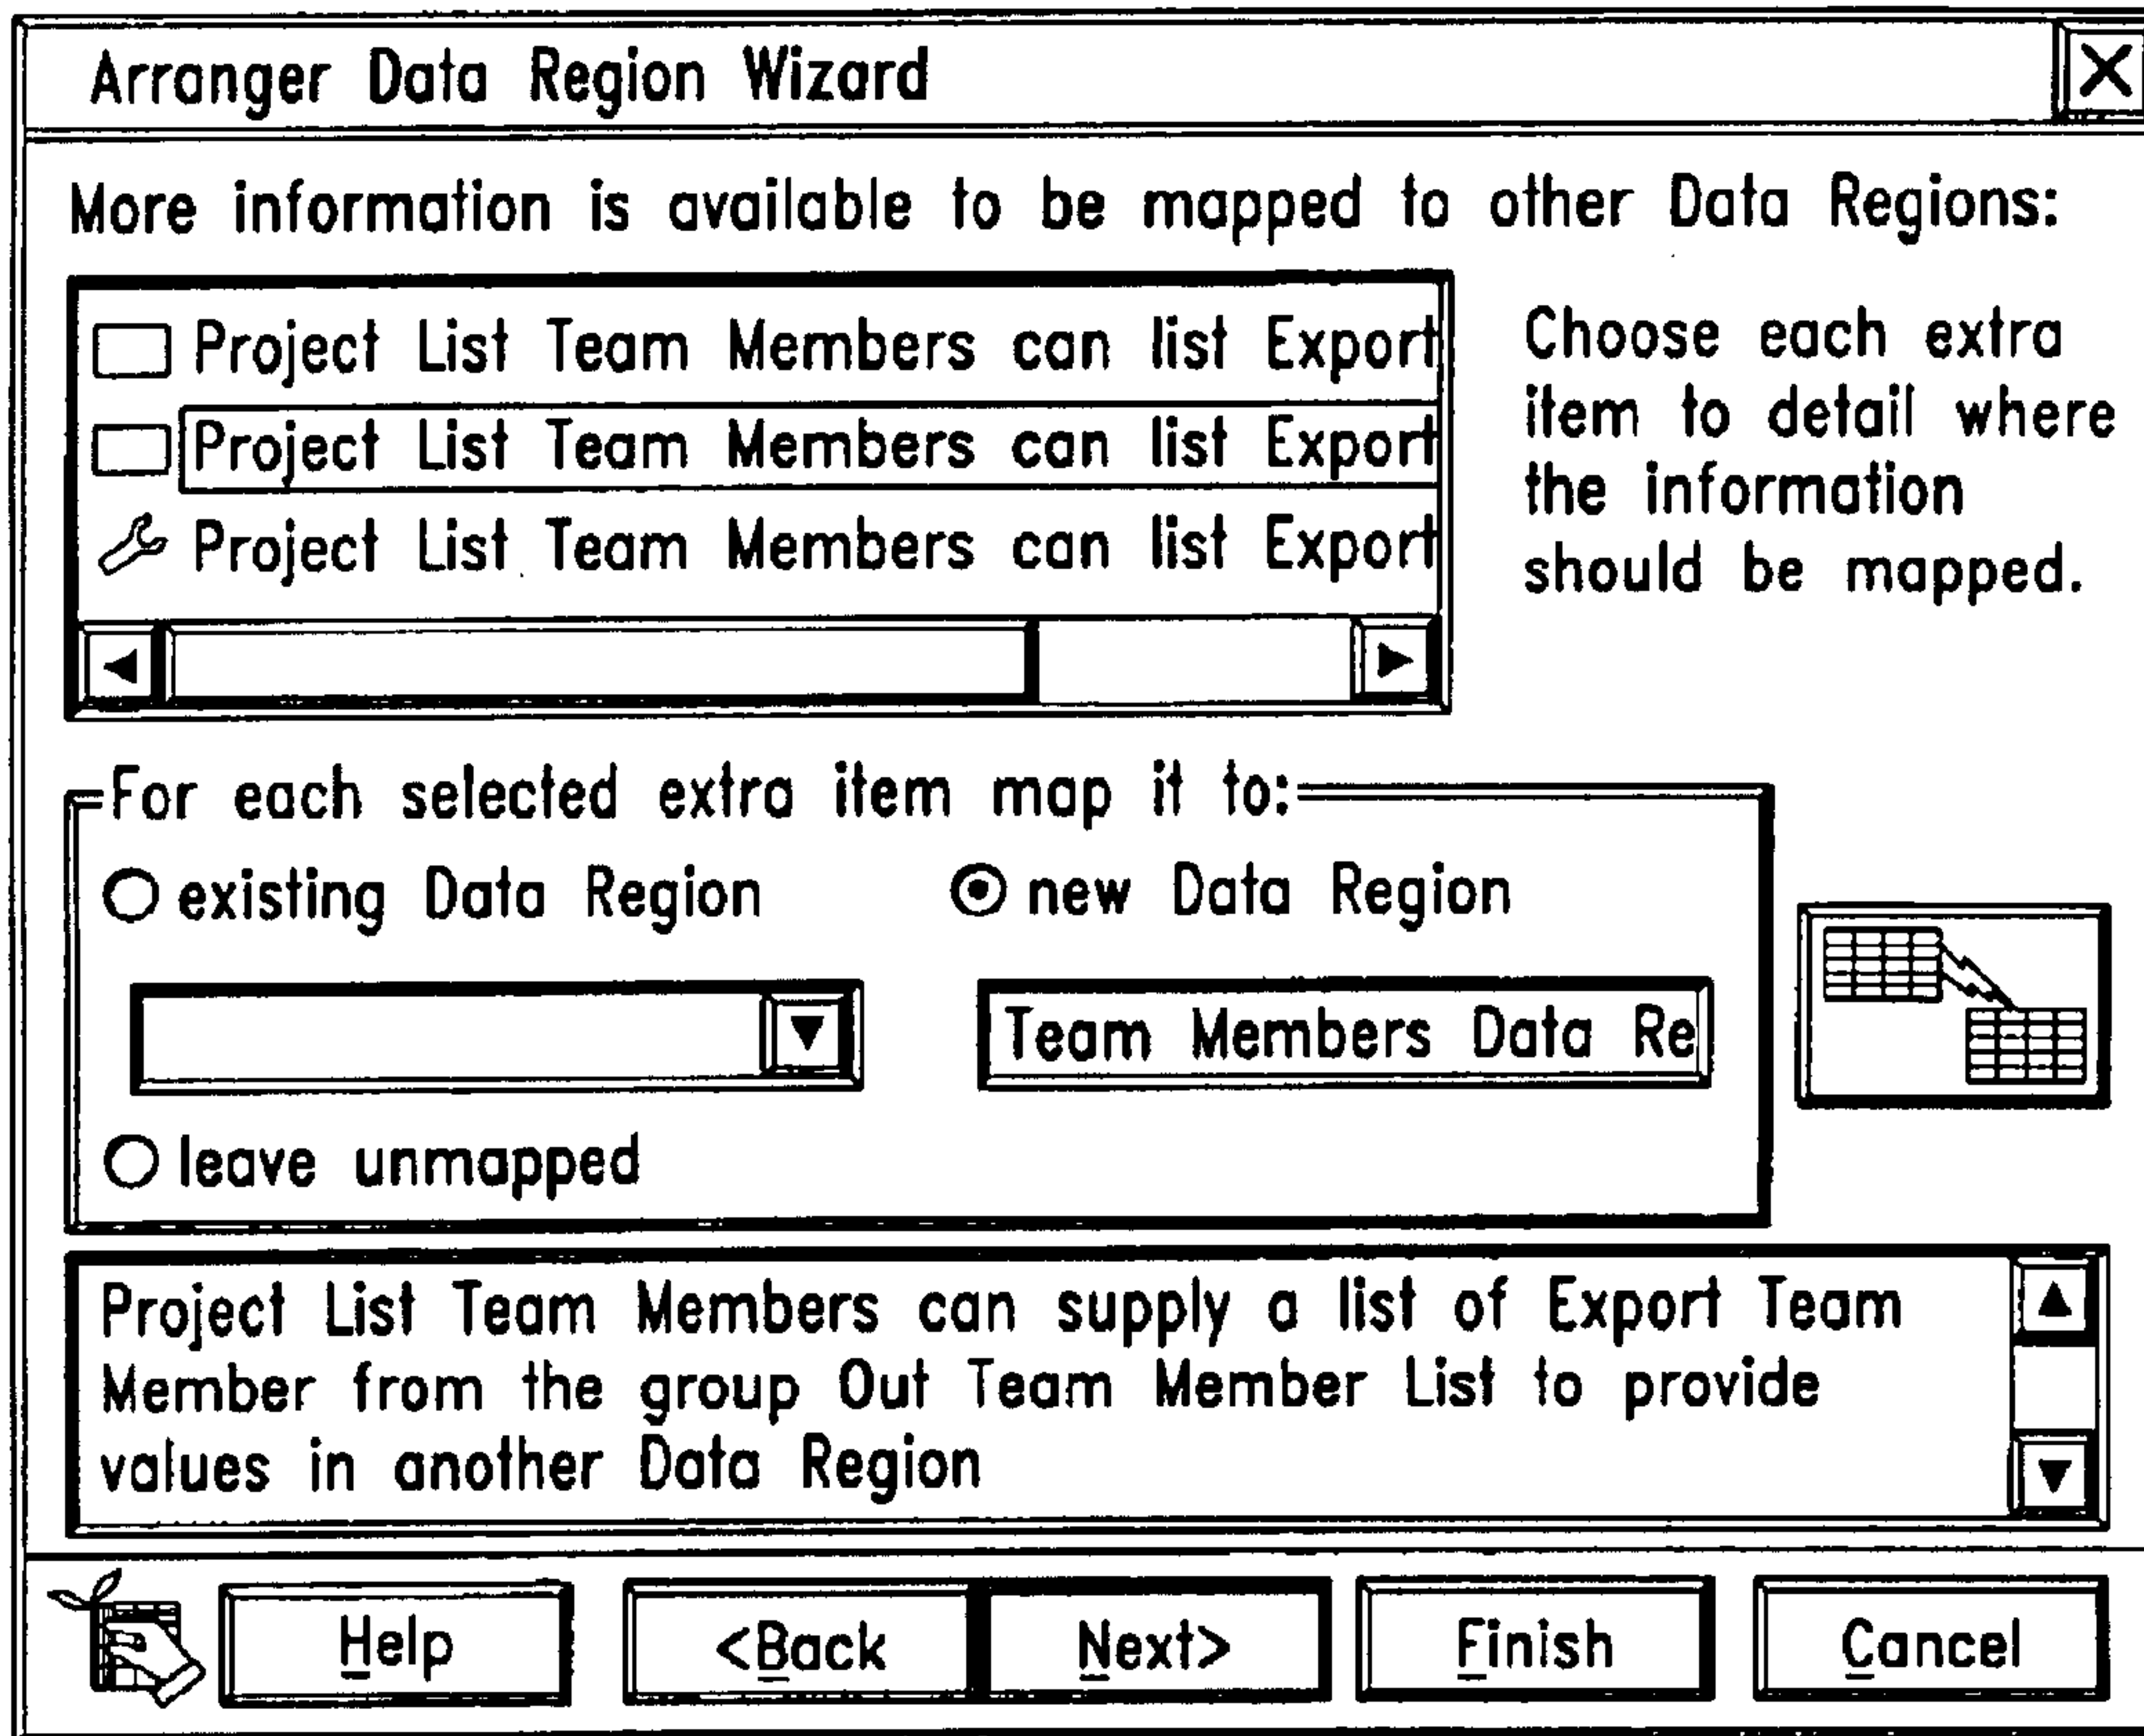 Arranger Data Region Wizard
More information is available to be mapped to other Data Regions:
Project List Team Members can list Export
Project List Team Members can list Export
Project List Team Members can list Export
Choose each extra
item to detail where
the information
should be mapped.
For each selected extra item map it to:
existing Data Region
new Data Region
Team Members Data Re
leave unmapped
Project List Team Members can supply a list of Export Team
Member from the group Out Team Member List to provide
values in another Data Region
Help
<Back
Next>
Finish
Cancel